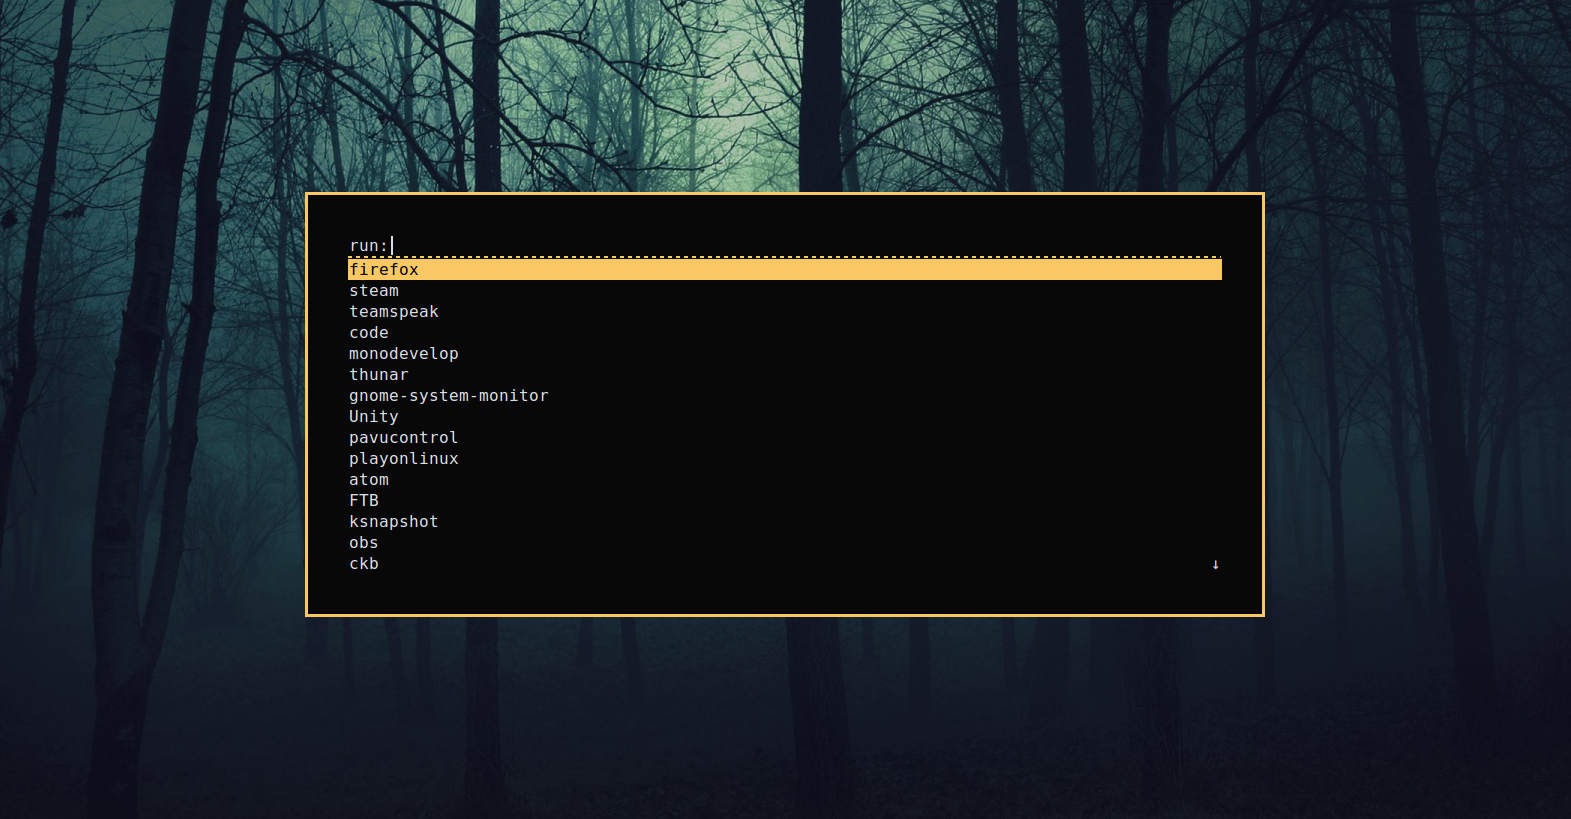 run:
firefox
steam
teamspeak
code
monodevelop
thunar
gnome-system-monitor
Unity
pavucontrol
playonlinux
atom
FTB
ksnapshot
obs
ckb ↓